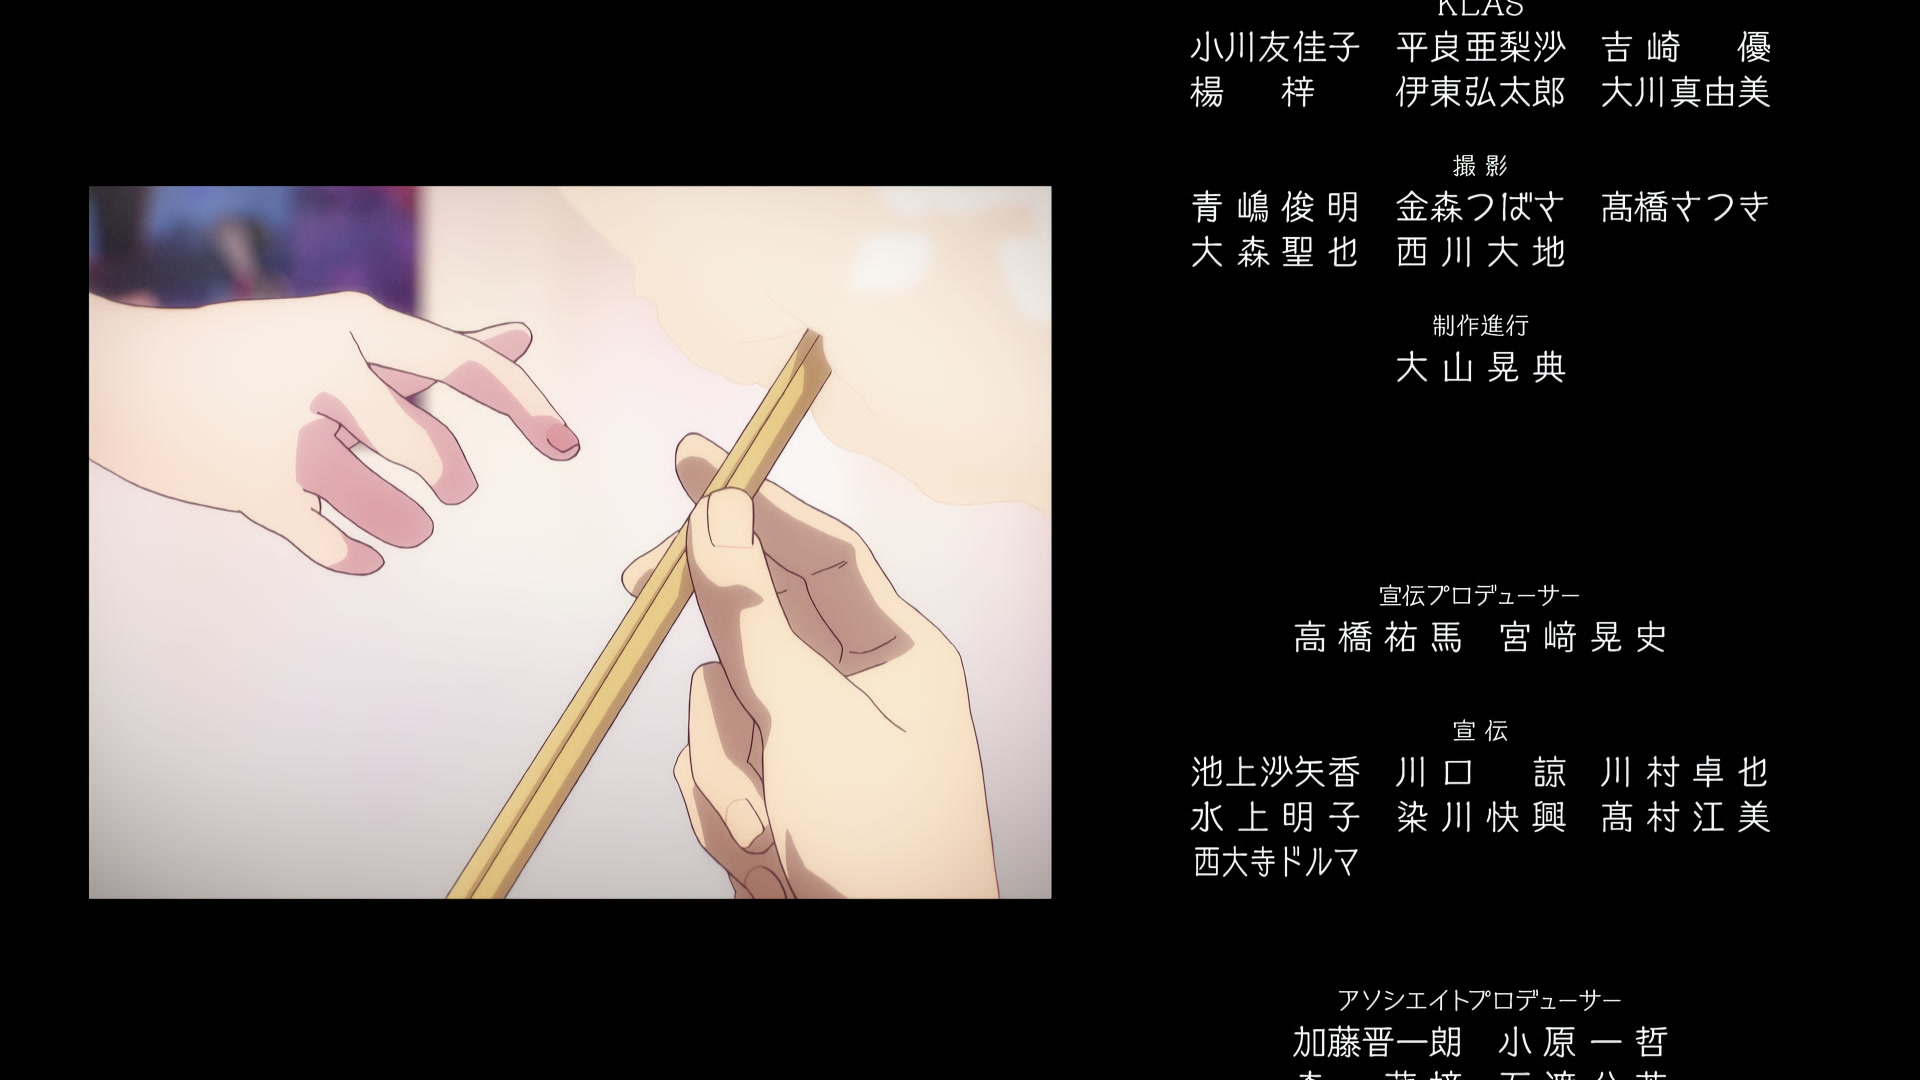 KLAS
小川友佳子　平良亜梨沙　吉崎　優
楊　梓　伊東弘太郎　大川真由美
撮影
青嶋俊明　金森つばさ　髙橋さつき
大森聖也　西川大地
制作進行
大山晃典
宣伝プロデューサー
高橋祐馬　宮﨑晃史
宣伝
池上沙矢香　川口　諒　川村卓也
水上明子　染川快興　髙村江美
西大寺ドルマ
アソシエイトプロデューサー
加藤晋一朗　小原一哲